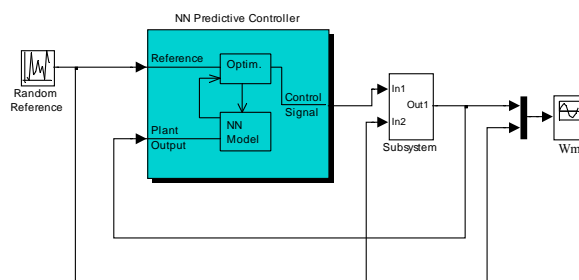 NN Predictive Controller
Reference
Optim.
Control
Signal
NN
Model
Plant
Output
Random
Reference
In1
Out1
In2
Subsystem
Wm